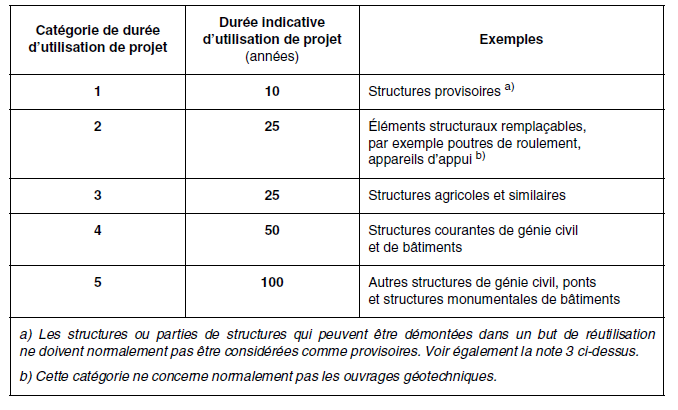 Catégorie de durée
d'utilisation de projet
Durée indicative
d'utilisation de projet
(années)
Exemples
1
10
Structures provisoires a)
2
25
Éléments structuraux remplaçables,
par exemple poutres de roulement,
appareils d'appui b)
3
25
Structures agricoles et similaires
4
50
Structures courantes de génie civil
et de bâtiments
5
100
Autres structures de génie civil, ponts
et structures monumentales de bâtiments
a) Les structures ou parties de structures qui peuvent être démontées dans un but de réutilisation
ne doivent normalement pas être considérées comme provisoires. Voir également la note 3 ci-dessus.
b) Cette catégorie ne concerne normalement pas les ouvrages géotechniques.